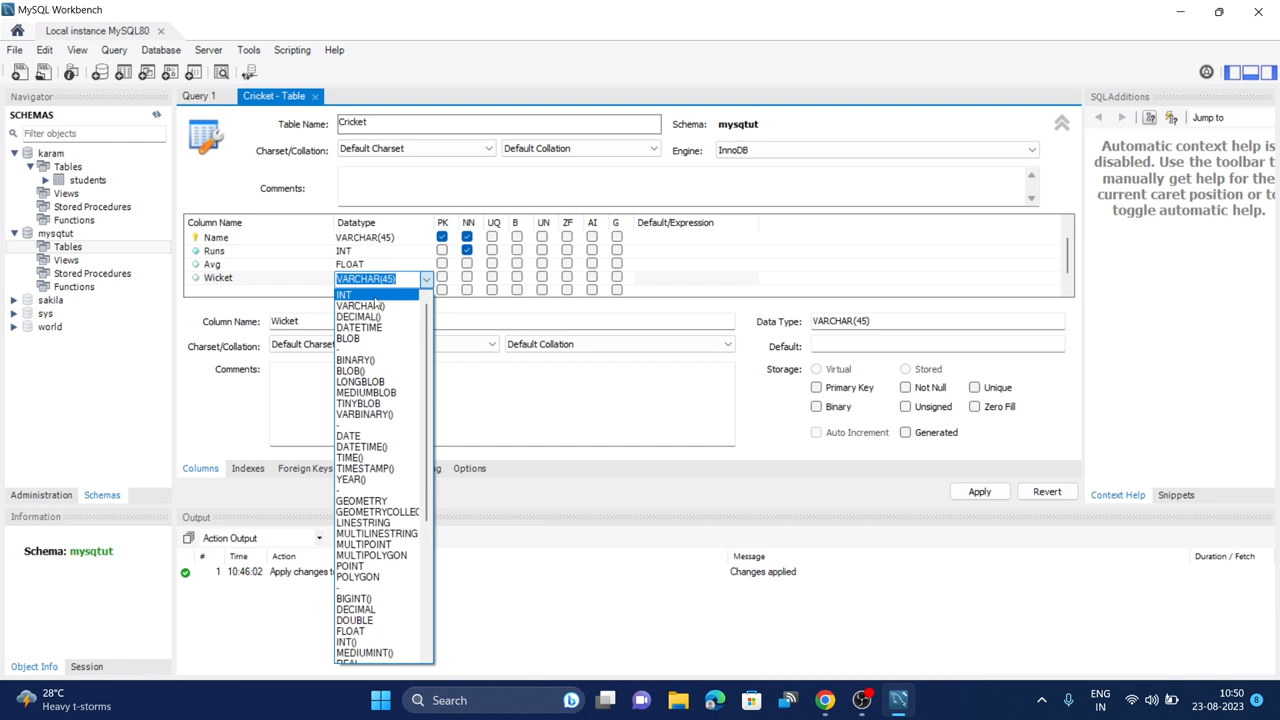 MySQL Workbench
Local instance MySQL80
File Edit View Query Database Server Tools Scripting Help
Navigator
SCHEMAS
Filter objects
karam
Tables
students
Views
Stored Procedures
Functions
mysqtut
Tables
Views
Stored Procedures
Functions
sakila
sys
world
Administration Schemas
Information
Schema: mysqtut
Object Info Session
Query 1 Cricket - Table
Table Name: Cricket Schema: mysqtut
Charset/Collation: Default Charset Default Collation Engine: InnoDB
Comments:
Column Name Datatype PK NN UQ B UN ZF AI G Default/Expression
Name VARCHAR(45)
Runs INT
Avg FLOAT
Wicket VARCHAR(45)
INT
VARCHAR()
DECIMAL()
DATETIME
BLOB
-
BINARY()
BLOB()
LONGBLOB
MEDIUMBLOB
TINYBLOB
VARBINARY()
-
DATE
DATETIME()
TIME()
TIMESTAMP()
YEAR()
-
GEOMETRY
GEOMETRYCOLLEC
LINESTRING
MULTILINESTRING
MULTIPOINT
MULTIPOLYGON
POINT
POLYGON
-
BIGINT()
DECIMAL
DOUBLE
FLOAT
INT()
MEDIUMINT()
Column Name: Wicket Data Type: VARCHAR(45)
Charset/Collation: Default Charset Default Collation Default:
Comments: Storage: Virtual Stored
Primary Key Not Null Unique
Binary Unsigned Zero Fill
Auto Increment Generated
Columns Indexes Foreign Keys Options
Apply Revert
Output
Action Output
# Time Action Message Duration / Fetch
1 10:46:02 Apply changes Changes applied
SQLAdditions
Jump to
Automatic context help is
disabled. Use the toolbar t
manually get help for the
current caret position or to
toggle automatic help.
Context Help Snippets
28°C
Heavy t-storms
Search
ENG
IN
10:50
23-08-2023
8